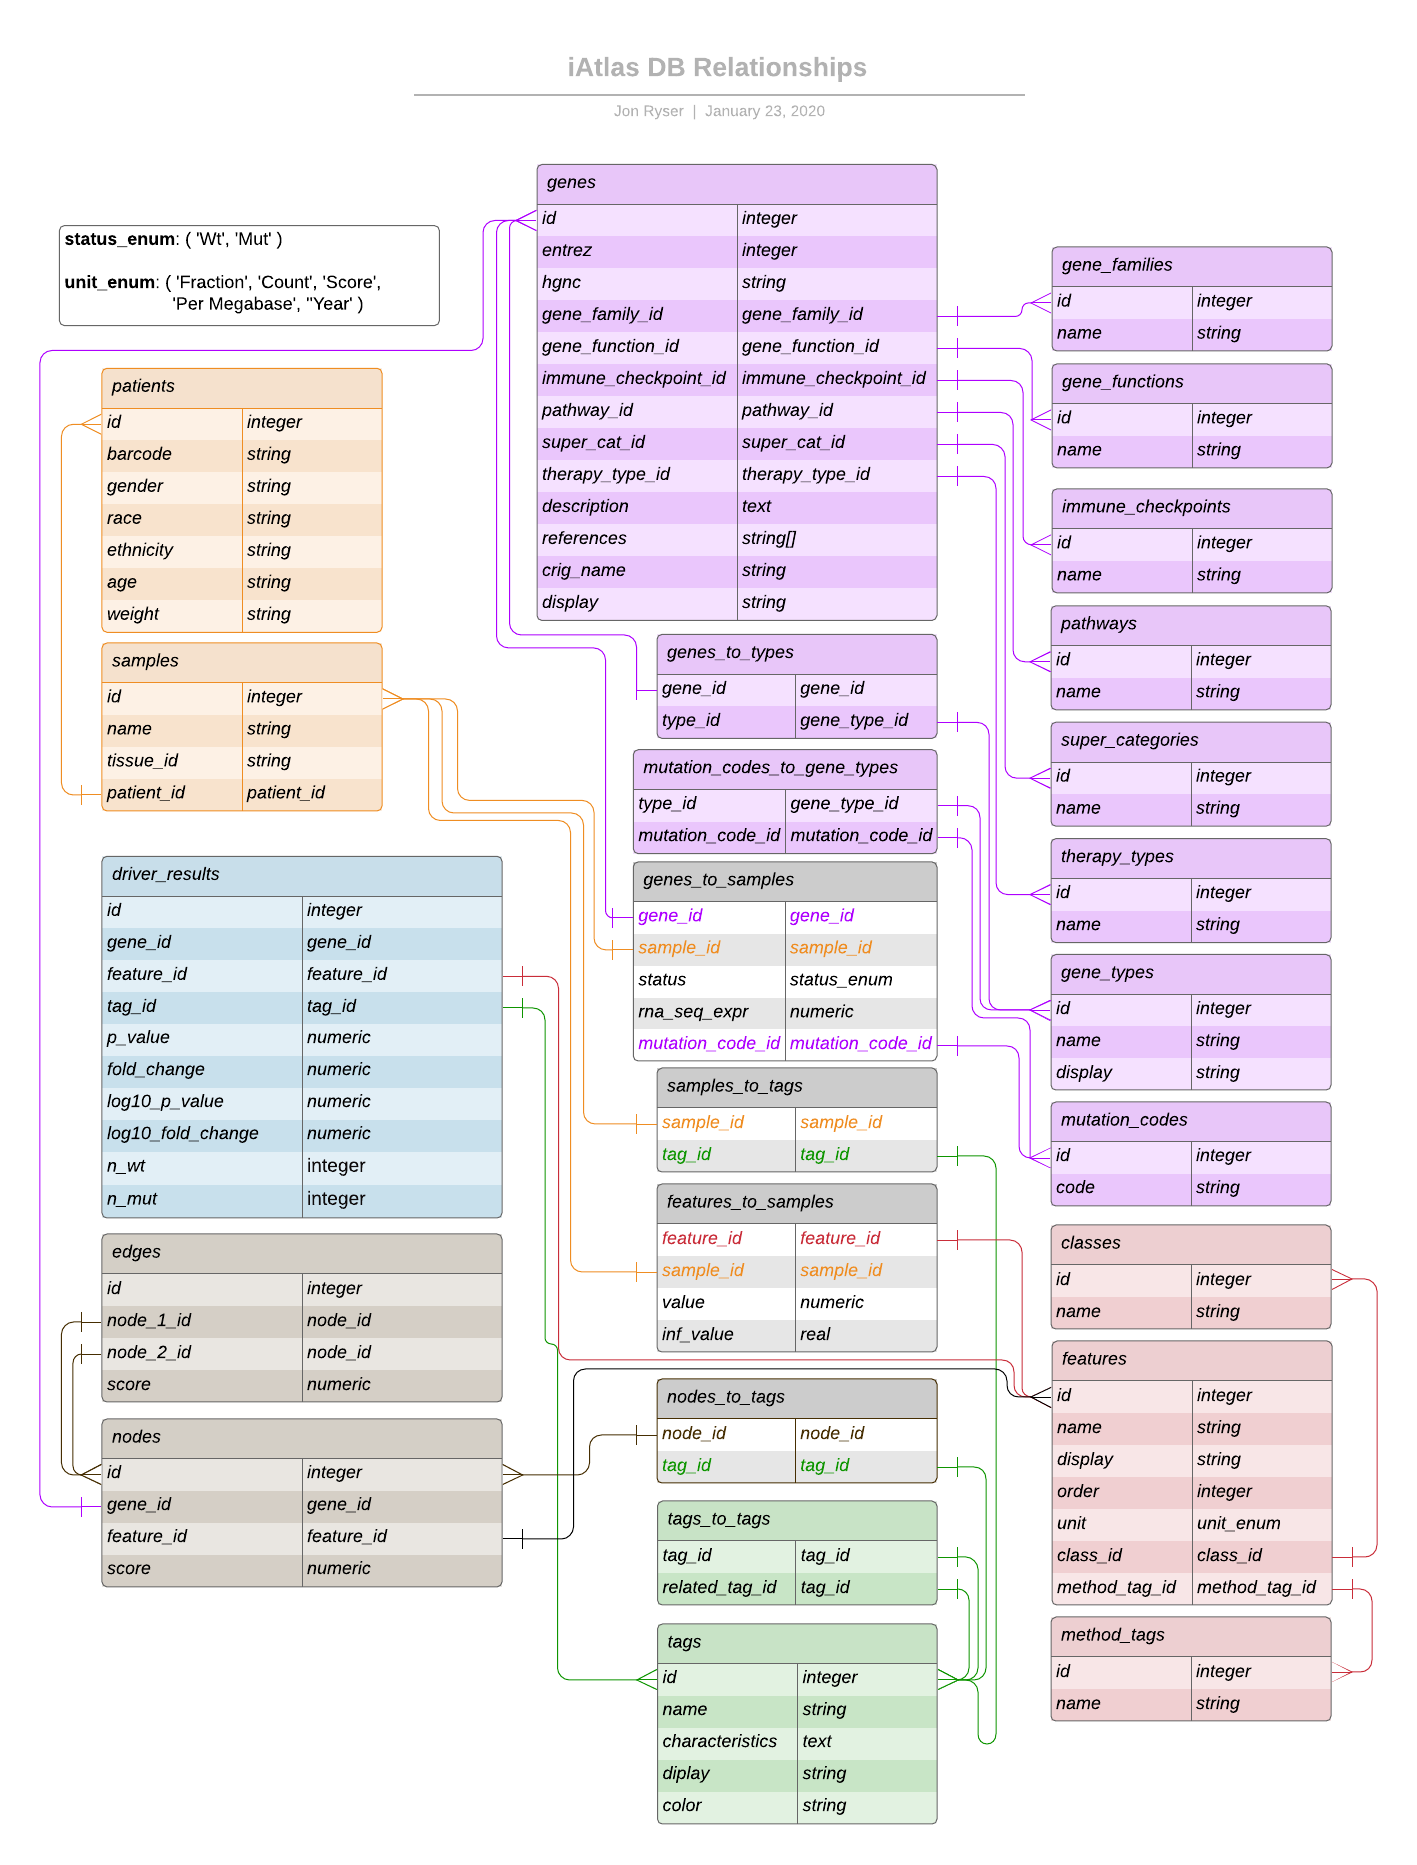 iAtlas DB Relationships
Jon Ryser | January 23, 2020
status_enum: ( 'Wt', 'Mut' )
unit_enum: ( 'Fraction', 'Count', 'Score',
'Per Megabase', "Year' )
patients
id integer
barcode string
gender string
race string
ethnicity string
age string
weight string
samples
id integer
name string
tissue_id string
patient_id patient_id
driver_results
id integer
gene_id gene_id
feature_id feature_id
tag_id tag_id
p_value numeric
fold_change numeric
log10_p_value numeric
log10_fold_change numeric
n_wt integer
n_mut integer
edges
id integer
node_1_id node_id
node_2_id node_id
score numeric
nodes
id integer
gene_id gene_id
feature_id feature_id
score numeric
genes
id integer
entrez integer
hgnc string
gene_family_id gene_family_id
gene_function_id gene_function_id
immune_checkpoint_id immune_checkpoint_id
pathway_id pathway_id
super_cat_id super_cat_id
therapy_type_id therapy_type_id
description text
references string[]
crig_name string
display string
genes_to_types
gene_id gene_id
type_id gene_type_id
mutation_codes_to_gene_types
type_id gene_type_id
mutation_code_id mutation_code_id
genes_to_samples
gene_id gene_id
sample_id sample_id
status status_enum
rna_seq_expr numeric
mutation_code_id mutation_code_id
samples_to_tags
sample_id sample_id
tag_id tag_id
features_to_samples
feature_id feature_id
sample_id sample_id
value numeric
inf_value real
nodes_to_tags
node_id node_id
tag_id tag_id
tags_to_tags
tag_id tag_id
related_tag_id tag_id
tags
id integer
name string
characteristics text
diplay string
color string
gene_families
id integer
name string
gene_functions
id integer
name string
immune_checkpoints
id integer
name string
pathways
id integer
name string
super_categories
id integer
name string
therapy_types
id integer
name string
gene_types
id integer
name string
display string
mutation_codes
id integer
code string
classes
id integer
name string
features
id integer
name string
display string
order integer
unit unit_enum
class_id class_id
method_tag_id method_tag_id
method_tags
id integer
name string